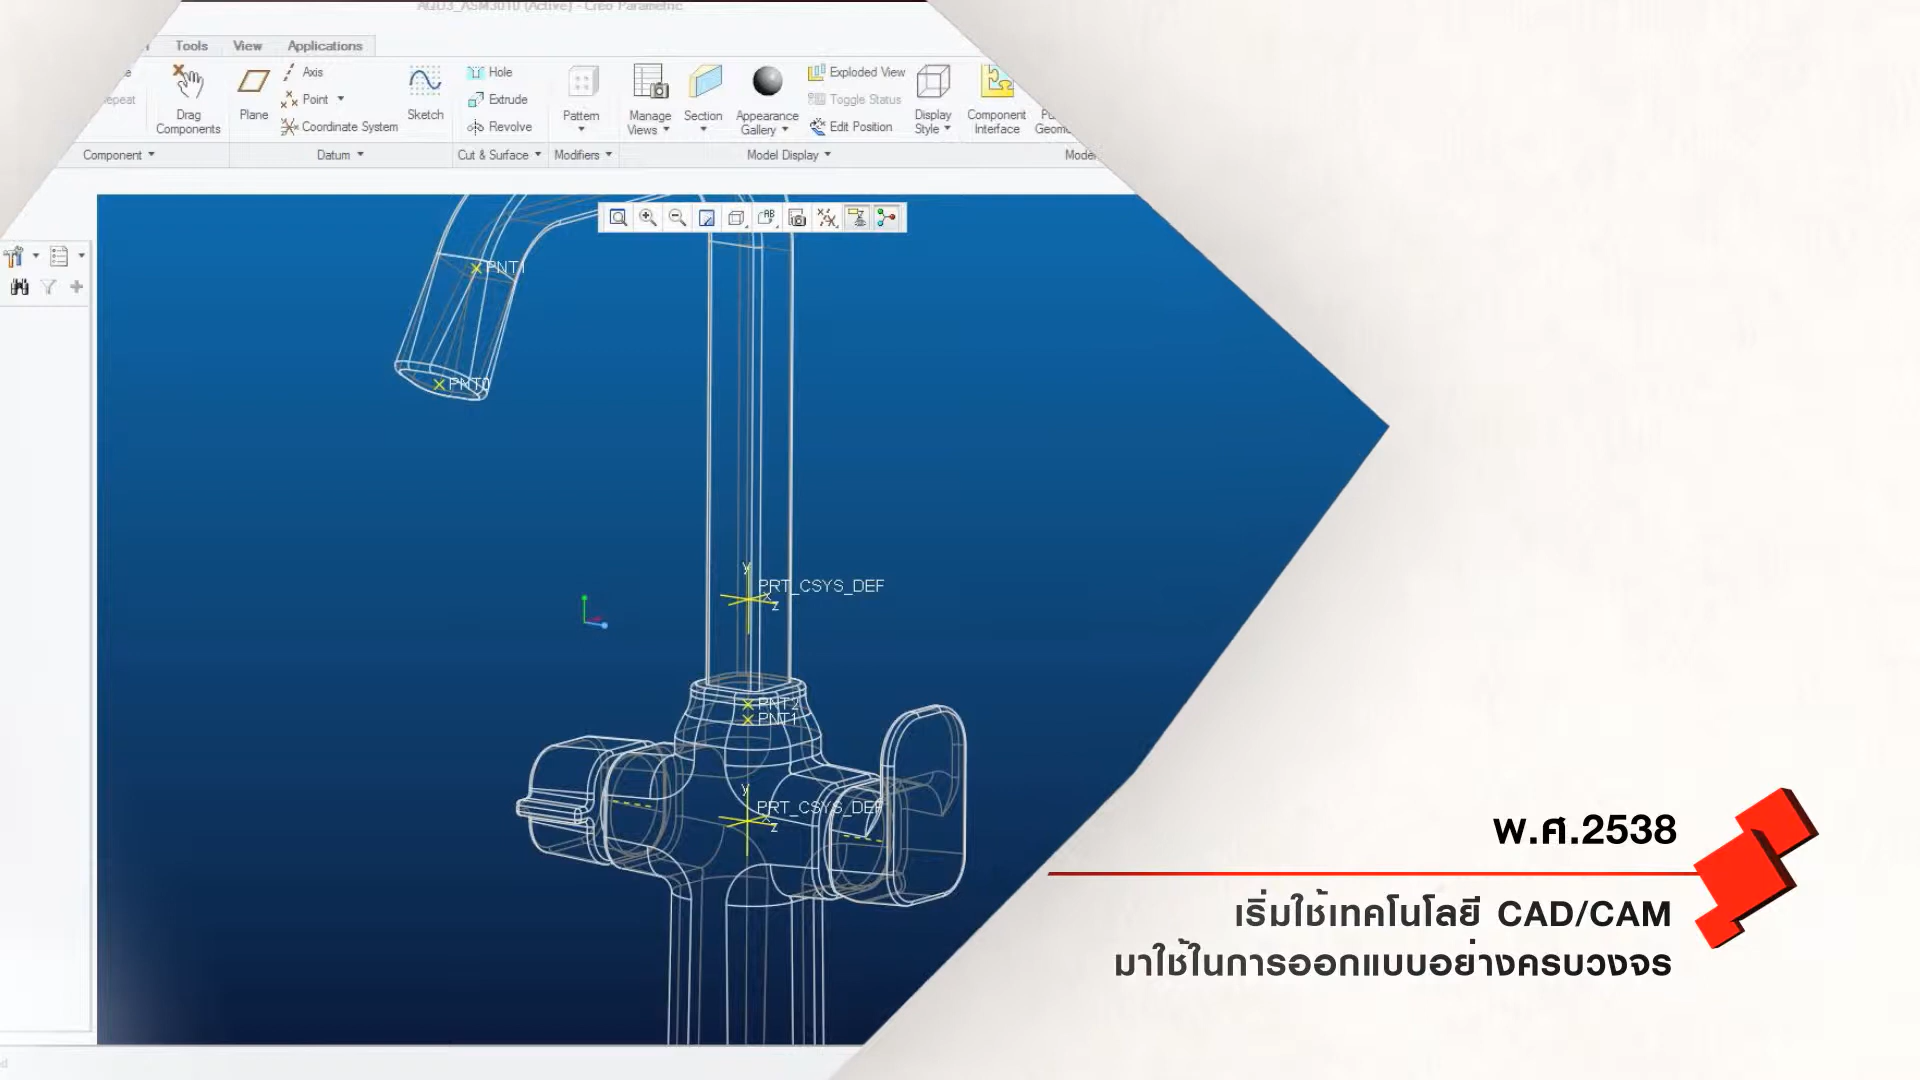 AQD3_ASM3010 (Active) - Creo Parametric
Tools View Applications
Axis
Point
Coordinate System
Drag Components
Plane
Sketch
Hole
Extrude
Revolve
Pattern
Manage Views
Section
Appearance Gallery
Exploded View
Toggle Status
Edit Position
Display Style
Component Interface
Component
Datum
Cut & Surface
Modifiers
Model Display
PNT1
PNT0
y
PRT_CSYS_DEF
x
z
PNT2
PNT1
y
PRT_CSYS_DEF
x
z
พ.ศ.2538
เริ่มใช้เทคโนโลยี CAD/CAM
มาใช้ในการออกแบบอย่างครบวงจร